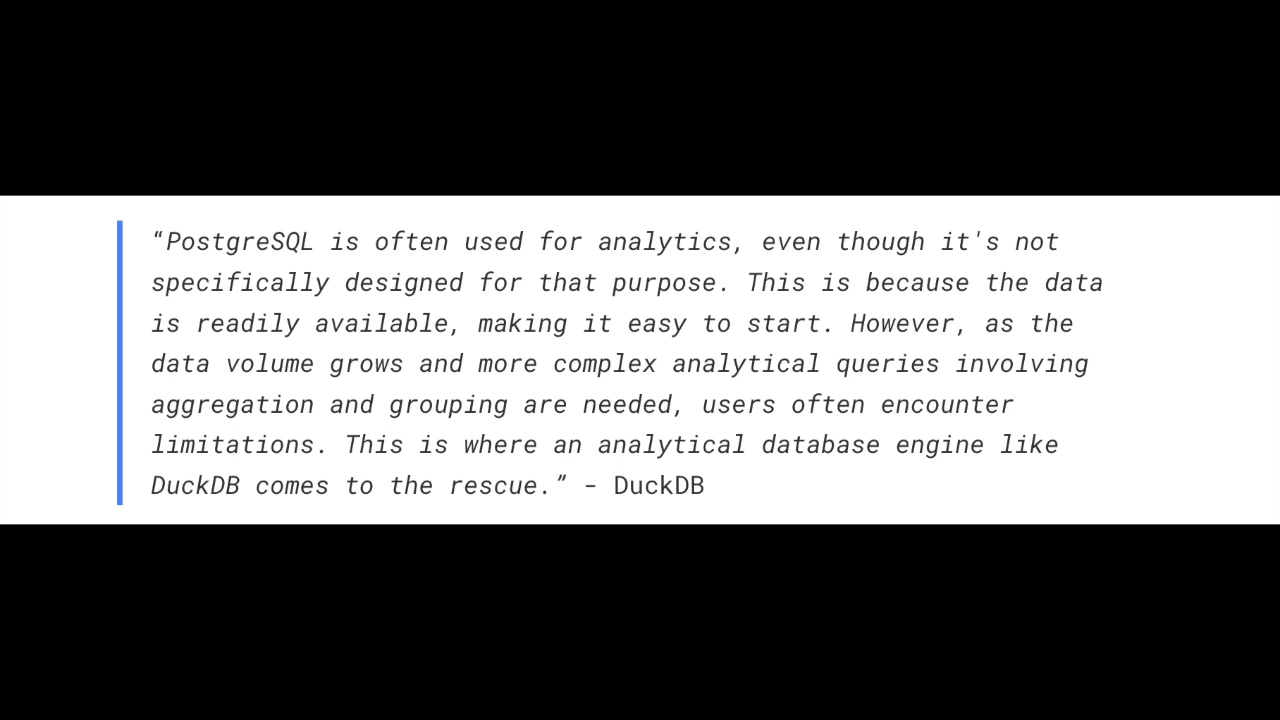 “PostgreSQL is often used for analytics, even though it's not
specifically designed for that purpose. This is because the data
is readily available, making it easy to start. However, as the
data volume grows and more complex analytical queries involving
aggregation and grouping are needed, users often encounter
limitations. This is where an analytical database engine like
DuckDB comes to the rescue.” - DuckDB